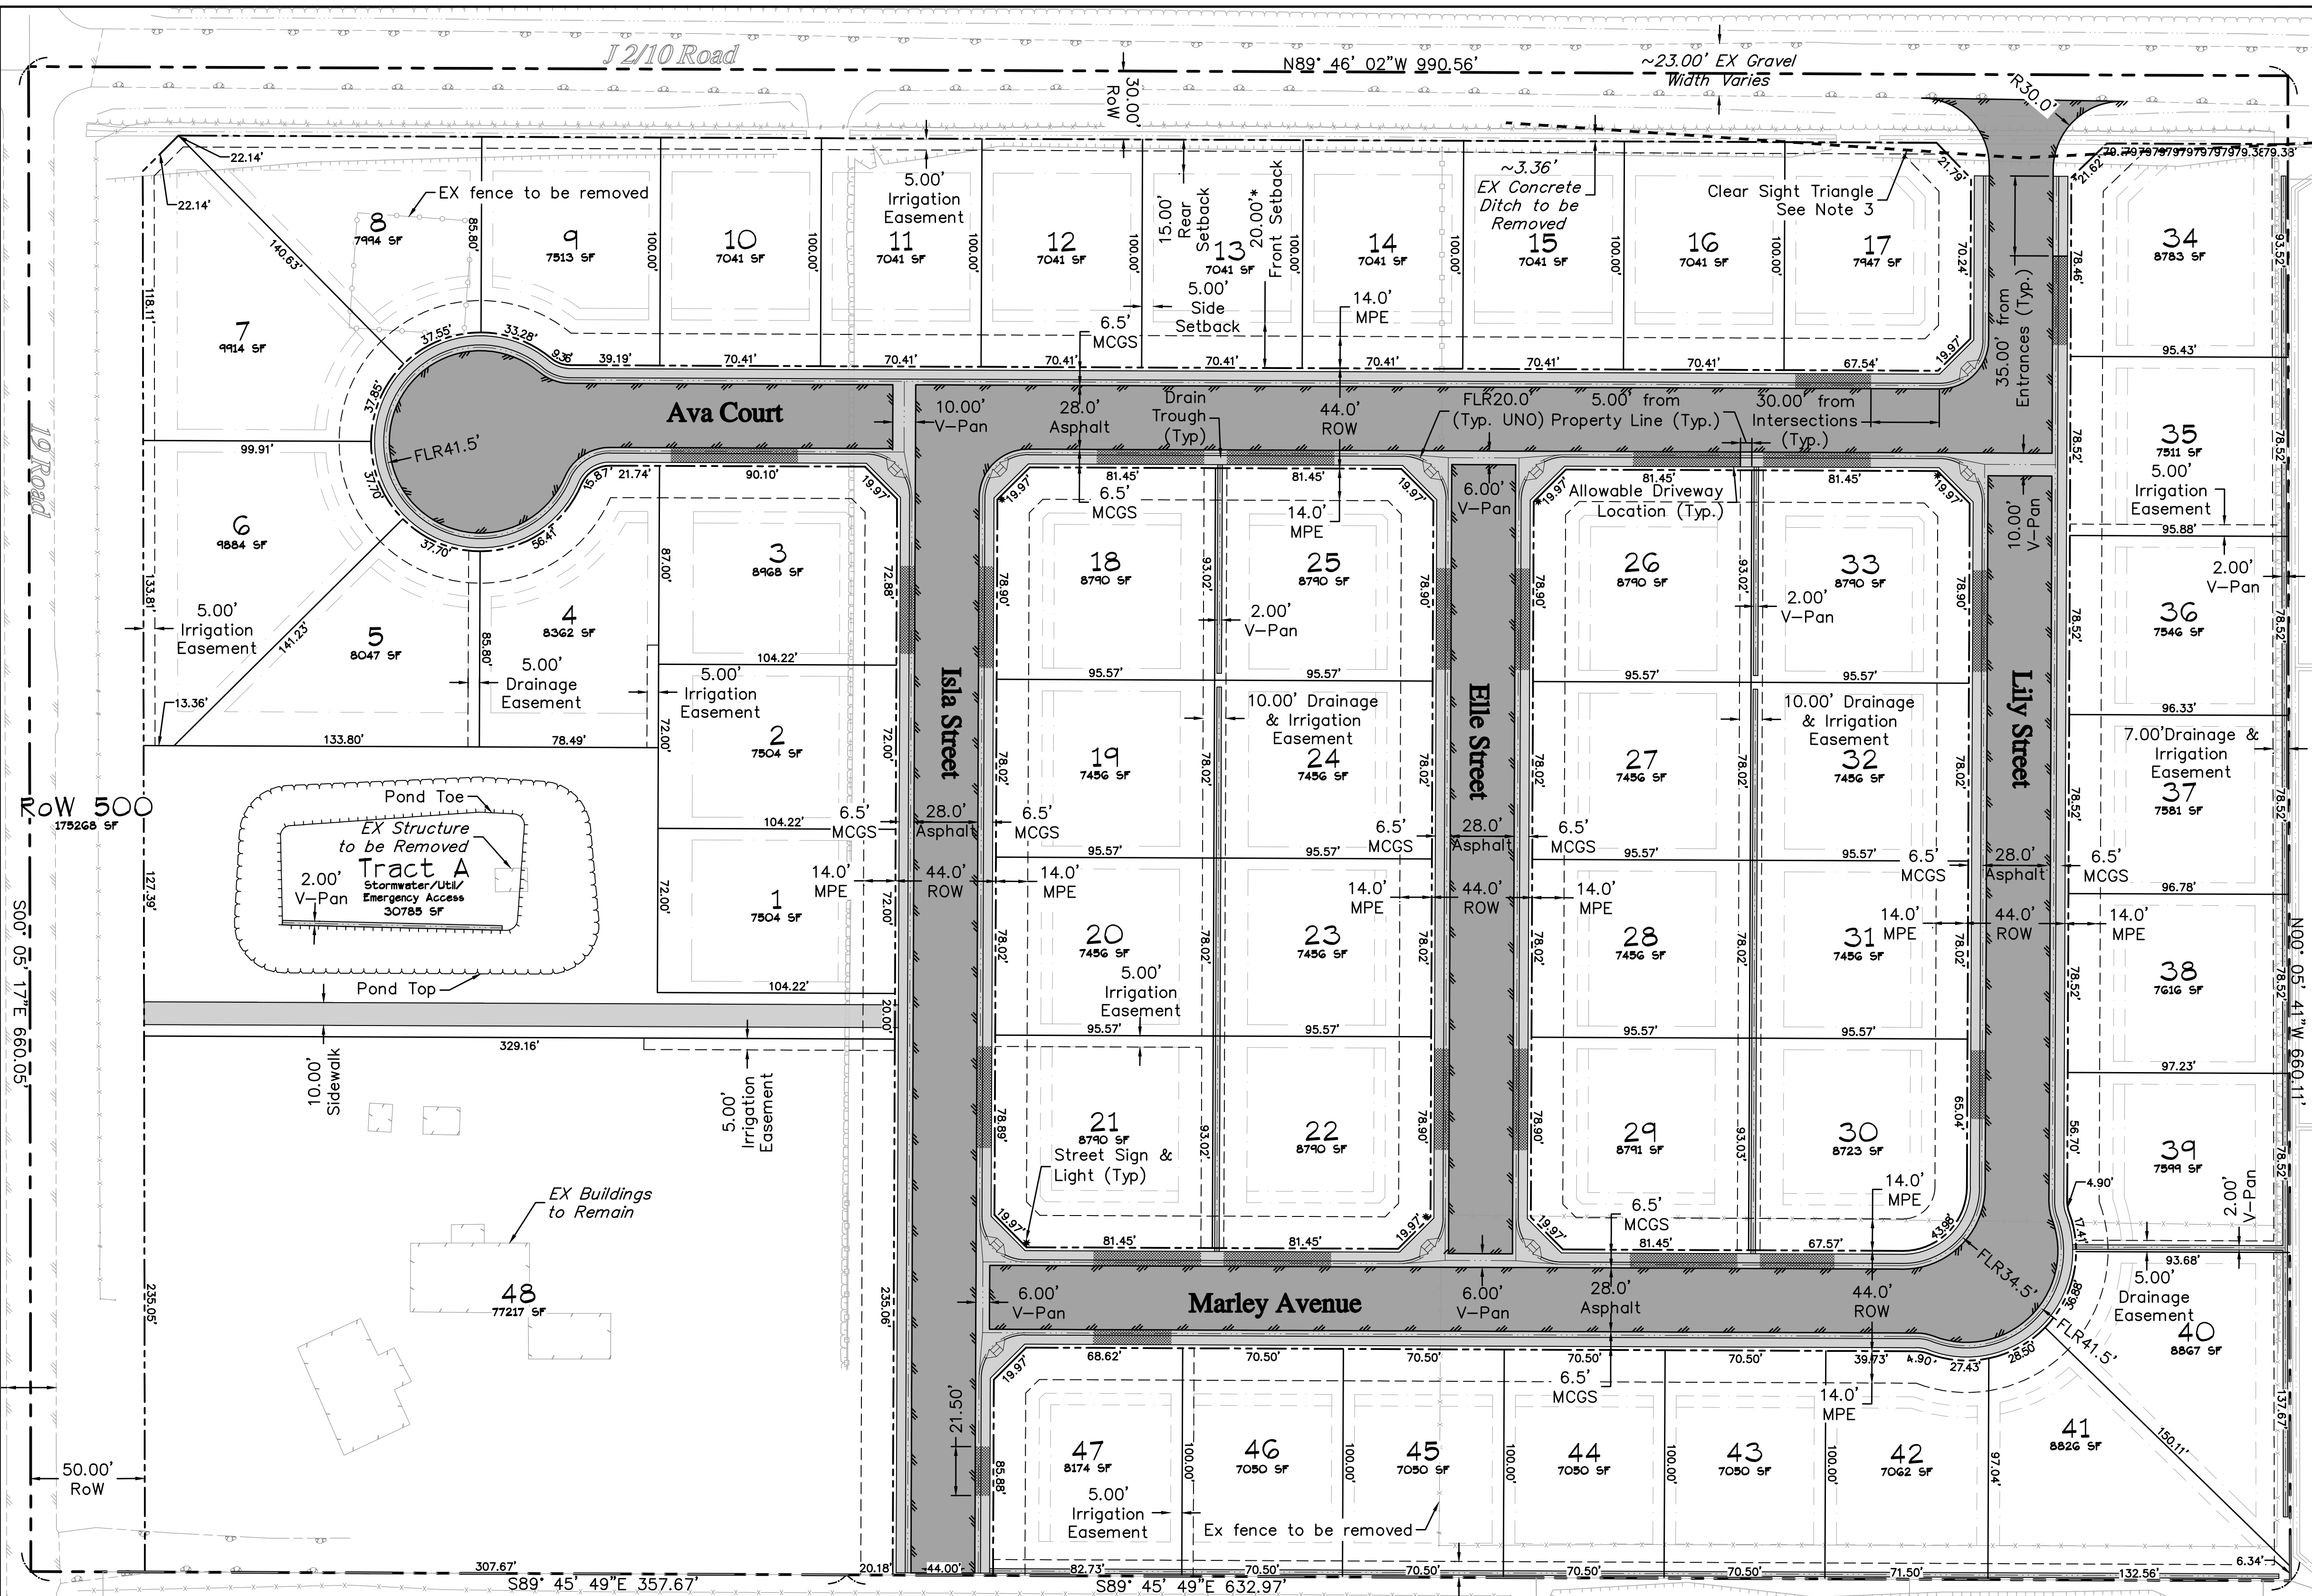 J 2/10 Road
N89° 46' 02"W 990.56'
~23.00' EX Gravel
Width Varies
R30.0'
30.00'
RoW
22.14'
22.14'
EX fence to be removed
8
7994 SF
85.80'
140.63'
118.11'
7
9914 SF
9
7513 SF
100.00'
10
7041 SF
100.00'
5.00'
Irrigation
Easement
11
7041 SF
100.00'
12
7041 SF
100.00'
15.00'
Rear
Setback
20.00'*
Front Setback
13
7041 SF
100.00'
5.00'
Side
Setback
14
7041 SF
100.00'
14.0'
MPE
~3.36'
EX Concrete
Ditch to be
Removed
15
7041 SF
100.00'
16
7041 SF
100.00'
Clear Sight Triangle
See Note 3
17
7947 SF
21.79'
70.24'
19.97'
21.62'
34
8783 SF
93.52'
78.46'
35.00' from
Entrances (Typ.)
95.43'
37.55'
33.28'
9.36'
39.19'
70.41'
70.41'
70.41'
70.41'
70.41'
70.41'
70.41'
67.54'
6.5'
MCGS
37.85'
FLR41.5'
37.70'
37.70'
56.41'
15.87'
21.74'
90.10'
19.97'
Ava Court
10.00'
V-Pan
28.0'
Asphalt
Drain
Trough
(Typ)
44.0'
ROW
FLR20.0'
(Typ. UNO)
5.00' from
Property Line (Typ.)
30.00' from
Intersections
(Typ.)
99.91'
19 Road
6
9884 SF
133.81'
5.00'
Irrigation
Easement
141.23'
13.36'
5
8047 SF
85.80'
5.00'
Drainage
Easement
4
8362 SF
133.80'
78.49'
87.00'
3
8968 SF
72.88'
104.22'
5.00'
Irrigation
Easement
72.00'
2
7504 SF
72.00'
104.22'
72.00'
1
7504 SF
72.00'
104.22'
Isla Street
19.97'
81.45'
81.45'
19.97'
6.5'
MCGS
14.0'
MPE
18
8790 SF
78.90'
93.02'
25
8790 SF
78.90'
2.00'
V-Pan
95.57'
95.57'
10.00' Drainage
& Irrigation
Easement
19
7456 SF
78.02'
78.02'
24
7456 SF
78.02'
6.00'
V-Pan
Elle Street
19.97'
81.45'
81.45'
19.97'
Allowable Driveway
Location (Typ.)
26
8790 SF
78.90'
93.02'
33
8790 SF
78.90'
2.00'
V-Pan
95.57'
95.57'
10.00' Drainage
& Irrigation
Easement
27
7456 SF
78.02'
78.02'
32
7456 SF
78.02'
Lily Street
10.00'
V-Pan
78.52'
35
7511 SF
78.52'
5.00'
Irrigation
Easement
95.88'
2.00'
V-Pan
36
7546 SF
78.52'
78.52'
96.33'
7.00'Drainage &
Irrigation
Easement
37
7581 SF
78.52'
78.52'
96.78'
RoW 500
175268 SF
Pond Toe
EX Structure
to be Removed
Tract A
Stormwater/Util/
Emergency Access
30785 SF
2.00'
V-Pan
Pond Top
127.39'
6.5'
MCGS
28.0'
Asphalt
6.5'
MCGS
14.0'
MPE
44.0'
ROW
14.0'
MPE
95.57'
95.57'
6.5'
MCGS
28.0'
Asphalt
6.5'
MCGS
14.0'
MPE
44.0'
ROW
14.0'
MPE
95.57'
95.57'
6.5'
MCGS
28.0'
Asphalt
6.5'
MCGS
14.0'
MPE
44.0'
ROW
14.0'
MPE
S00° 05' 17"E 660.05'
N00° 05' 41"W 660.11'
20
7456 SF
78.02'
78.02'
23
7456 SF
78.02'
5.00'
Irrigation
Easement
95.57'
95.57'
28
7456 SF
78.02'
78.02'
31
7456 SF
78.02'
95.57'
95.57'
38
7616 SF
78.52'
78.52'
97.23'
20.00'
329.16'
10.00'
Sidewalk
5.00'
Irrigation
Easement
21
8790 SF
78.89'
93.02'
Street Sign &
Light (Typ)
22
8790 SF
78.90'
29
8791 SF
78.90'
93.03'
30
8723 SF
65.04'
14.0'
MPE
39
7599 SF
56.70'
78.52'
4.90'
17.41'
2.00'
V-Pan
93.68'
5.00'
Drainage
Easement
EX Buildings
to Remain
48
77217 SF
235.05'
235.06'
19.97'
81.45'
81.45'
19.97'
19.97'
81.45'
67.57'
43.98'
6.5'
MCGS
FLR34.5'
36.88'
FLR41.5'
6.00'
V-Pan
Marley Avenue
6.00'
V-Pan
28.0'
Asphalt
44.0'
ROW
40
8867 SF
137.67'
19.97'
68.62'
70.50'
70.50'
70.50'
70.50'
39.73'
4.90'
27.43'
28.50'
6.5'
MCGS
14.0'
MPE
21.50'
85.88'
47
8174 SF
100.00'
46
7050 SF
100.00'
45
7050 SF
100.00'
44
7050 SF
100.00'
43
7050 SF
100.00'
42
7062 SF
97.04'
41
8826 SF
150.11'
50.00'
RoW
5.00'
Irrigation
Easement
Ex fence to be removed
307.67'
20.18'
44.00'
82.73'
70.50'
70.50'
70.50'
70.50'
71.50'
132.56'
6.34'
S89° 45' 49"E 357.67'
S89° 45' 49"E 632.97'